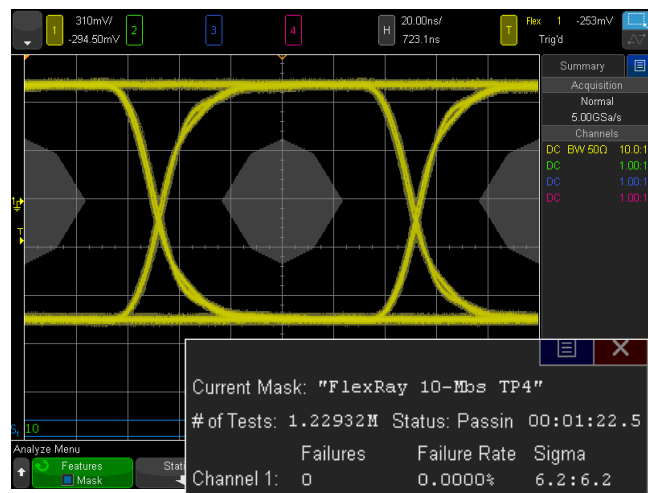 1 310mV/ -294.50mV 2 3 4 H 20.00ns/ 723.1ns T Flex 1 -253mV
Trig'd
Summary
Acquisition
Normal
5.00GSa/s
Channels
DC BW 50Ω 10.0:1
DC 1.00:1
DC 1.00:1
DC 1.00:1
1
T
Current Mask: "FlexRay 10-Mbs TP4"
# of Tests: 1.22932M Status: Passin 00:01:22.5
Failures Failure Rate Sigma
Channel 1: 0 0.0000% 6.2:6.2
S1 10
Analyze Menu
Features
Mask
Stati